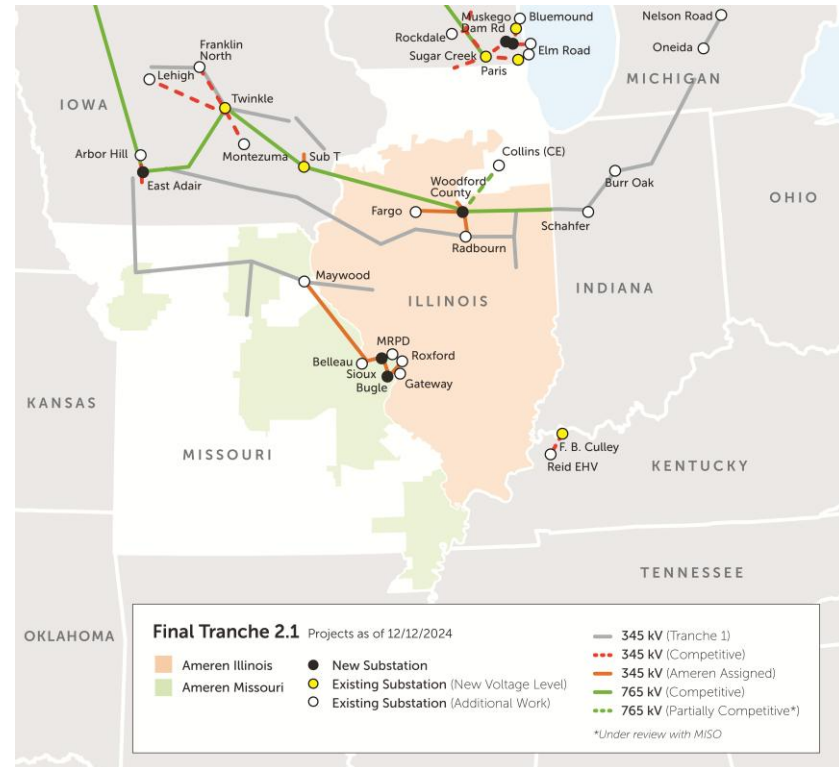 Muskego
Bluemound
Dam Rd
Rockdale
Sugar Creek
Elm Road
Paris
Nelson Road
Oneida
MICHIGAN
Franklin
North
Lehigh
IOWA
Twinkle
Arbor Hill
Montezuma
Sub T
East Adair
Collins (CE)
Woodford
County
Burr Oak
OHIO
Fargo
Schahfer
Radbourn
Maywood
ILLINOIS
INDIANA
MRPD
Roxford
Belleau
Sioux
Bugle
Gateway
KANSAS
MISSOURI
F. B. Culley
Reid EHV
KENTUCKY
TENNESSEE
OKLAHOMA
Final Tranche 2.1 Projects as of 12/12/2024
Ameren Illinois
Ameren Missouri
New Substation
Existing Substation (New Voltage Level)
Existing Substation (Additional Work)
345 kV (Tranche 1)
345 kV (Competitive)
345 kV (Ameren Assigned)
765 kV (Competitive)
765 kV (Partially Competitive*)
*Under review with MISO